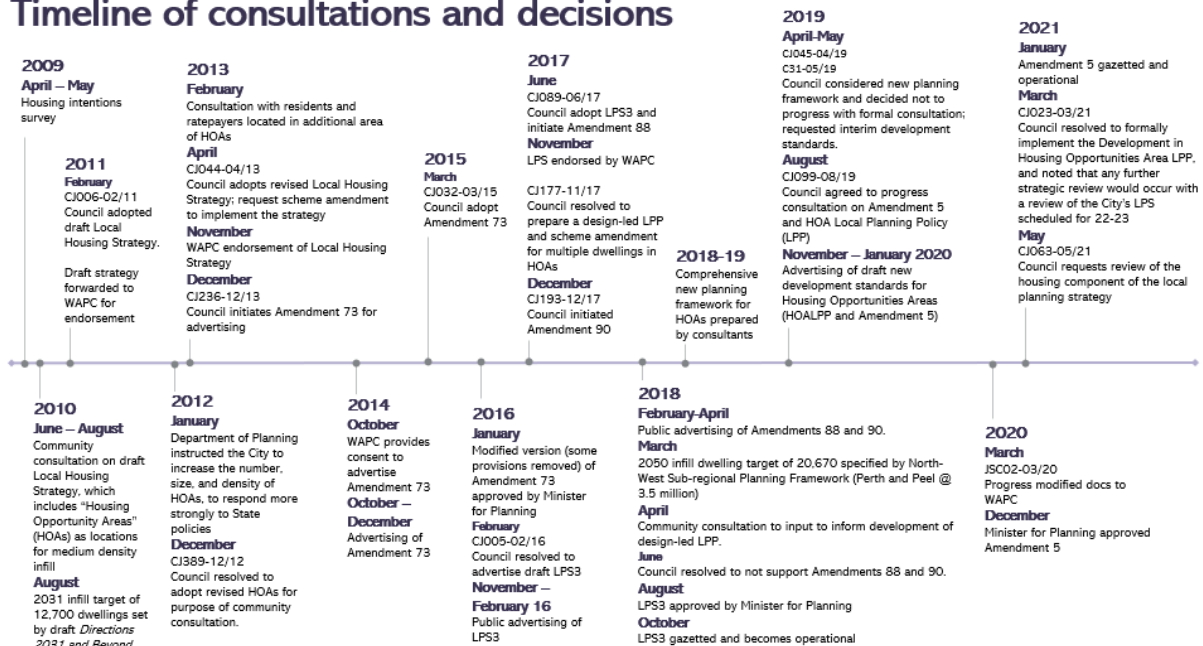 Timeline of consultations and decisions
2009
April – May
Housing intentions
survey
2011
February
CJ006-02/11
Council adopted
draft Local
Housing Strategy.
Draft strategy
forwarded to
WAPC for
endorsement
2013
February
Consultation with residents and
ratepayers located in additional area
of HOAs
April
CJ044-04/13
Council adopts revised Local Housing
Strategy; request scheme amendment
to implement the strategy
November
WAPC endorsement of Local Housing
Strategy
December
CJ236-12/13
Council initiates Amendment 73 for
advertising
2015
March
CJ032-03/15
Council adopt
Amendment 73
2017
June
CJ089-06/17
Council adopt LPS3 and
initiate Amendment 88
November
LPS endorsed by WAPC
CJ177-11/17
Council resolved to
prepare a design-led LPP
and scheme amendment
for multiple dwellings in
HOAs
December
CJ193-12/17
Council initiated
Amendment 90
2018-19
Comprehensive
new planning
framework for
HOAs prepared
by consultants
2019
April-May
CJ045-04/19
C31-05/19
Council considered new planning
framework and decided not to
progress with formal consultation;
requested interim development
standards.
August
CJ099-08/19
Council agreed to progress
consultation on Amendment 5
and HOA Local Planning Policy
(LPP)
November – January 2020
Advertising of draft new
development standards for
Housing Opportunities Areas
(HOALPP and Amendment 5)
2021
January
Amendment 5 gazetted and
operational
March
CJ023-03/21
Council resolved to formally
implement the Development in
Housing Opportunities Area LPP,
and noted that any further
strategic review would occur with
a review of the City's LPS
scheduled for 22-23
May
CJ063-05/21
Council requests review of the
housing component of the local
planning strategy
2010
June – August
Community
consultation on draft
Local Housing
Strategy, which
includes "Housing
Opportunity Areas"
(HOAs) as locations
for medium density
infill
August
2031 infill target of
12,700 dwellings set
by draft Directions
2031 and Beyond
2012
January
Department of Planning
instructed the City to
increase the number,
size, and density of
HOAs, to respond more
strongly to State
policies
December
CJ389-12/12
Council resolved to
adopt revised HOAs for
purpose of community
consultation.
2014
October
WAPC provides
consent to
advertise
Amendment 73
October –
December
Advertising of
Amendment 73
2016
January
Modified version (some
provisions removed) of
Amendment 73
approved by Minister
for Planning
February
CJ005-02/16
Council resolved to
advertise draft LPS3
November –
February 16
Public advertising of
LPS3
2018
February-April
Public advertising of Amendments 88 and 90.
March
2050 infill dwelling target of 20,670 specified by North-
West Sub-regional Planning Framework (Perth and Peel @
3.5 million)
April
Community consultation to input to inform development of
design-led LPP.
June
Council resolved to not support Amendments 88 and 90.
August
LPS3 approved by Minister for Planning
October
LPS3 gazetted and becomes operational
2020
March
JSC02-03/20
Progress modified docs to
WAPC
December
Minister for Planning approved
Amendment 5